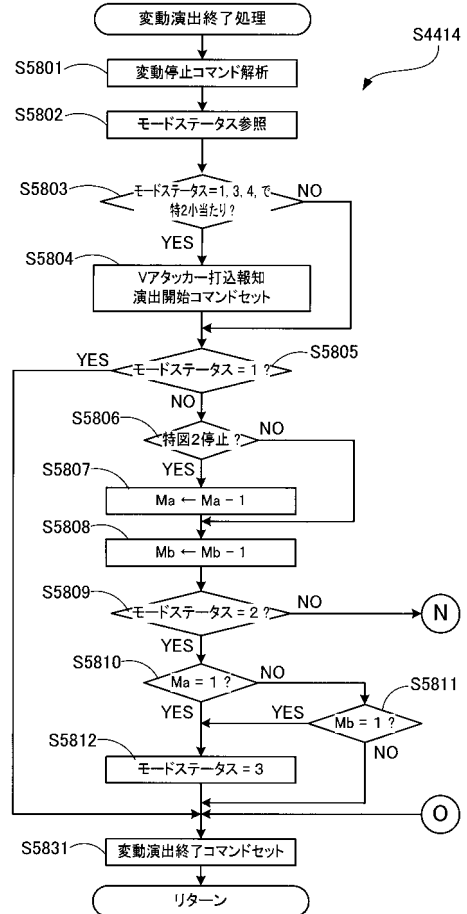 変動演出終了処理
S4414
S5801
変動停止コマンド解析
S5802
モードステータス参照
S5803
モードステータス=1, 3, 4, で
特2小当たり?
NO
YES
S5804
Vアタッカー打込報知
演出開始コマンドセット
S5805
モードステータス = 1 ?
YES
NO
S5806
特図2停止 ?
NO
YES
S5807
Ma ← Ma - 1
S5808
Mb ← Mb - 1
S5809
モードステータス = 2 ?
NO
N
YES
S5810
Ma = 1 ?
NO
YES
S5811
Mb = 1 ?
YES
NO
S5812
モードステータス = 3
O
S5831
変動演出終了コマンドセット
リターン